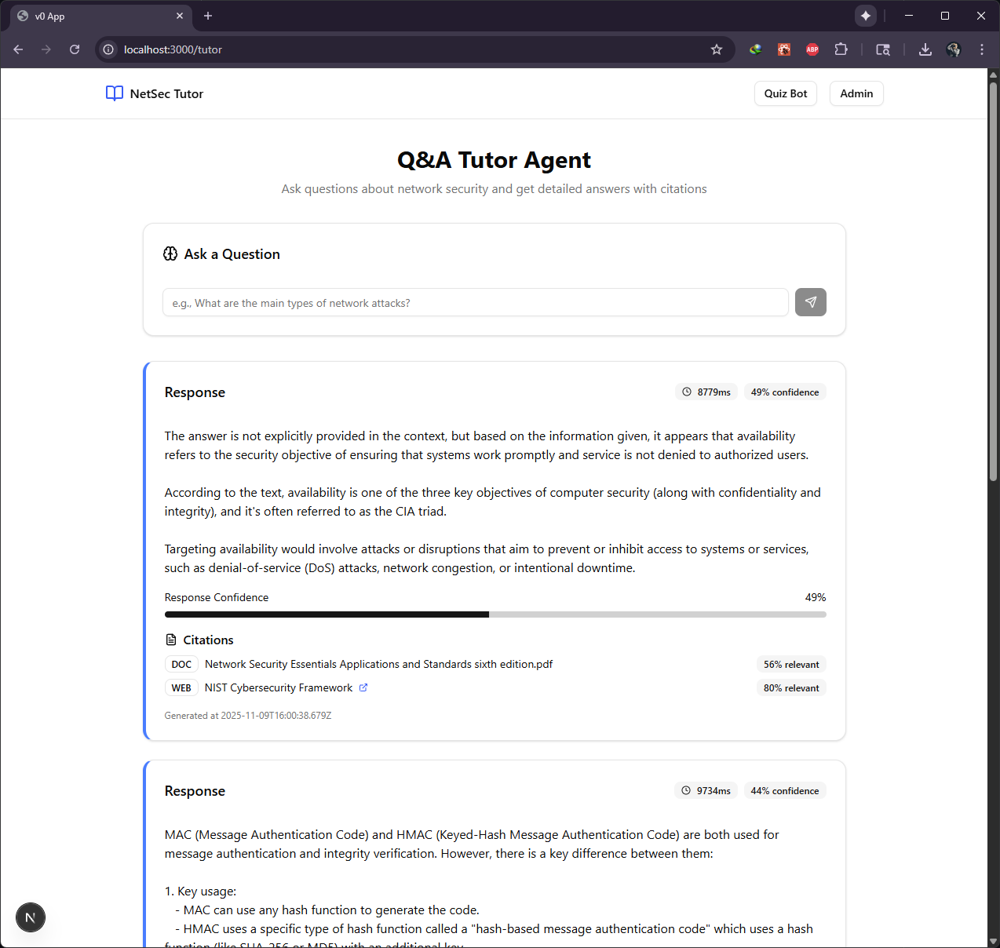 v0 App
localhost:3000/tutor
ABP
NetSec Tutor
Quiz Bot
Admin
Q&A Tutor Agent
Ask questions about network security and get detailed answers with citations
Ask a Question
e.g., What are the main types of network attacks?
Response
8779ms
49% confidence
The answer is not explicitly provided in the context, but based on the information given, it appears that availability
refers to the security objective of ensuring that systems work promptly and service is not denied to authorized users.
According to the text, availability is one of the three key objectives of computer security (along with confidentiality and
integrity), and it's often referred to as the CIA triad.
Targeting availability would involve attacks or disruptions that aim to prevent or inhibit access to systems or services,
such as denial-of-service (DoS) attacks, network congestion, or intentional downtime.
Response Confidence
49%
Citations
DOC
Network Security Essentials Applications and Standards sixth edition.pdf
56% relevant
WEB
NIST Cybersecurity Framework
80% relevant
Generated at 2025-11-09T16:00:38.679Z
Response
9734ms
44% confidence
MAC (Message Authentication Code) and HMAC (Keyed-Hash Message Authentication Code) are both used for
message authentication and integrity verification. However, there is a key difference between them:
1. Key usage:
- MAC can use any hash function to generate the code.
- HMAC uses a specific type of hash function called a "hash-based message authentication code" which uses a hash
function (like SHA-256 or MD5) with an additional key.
N